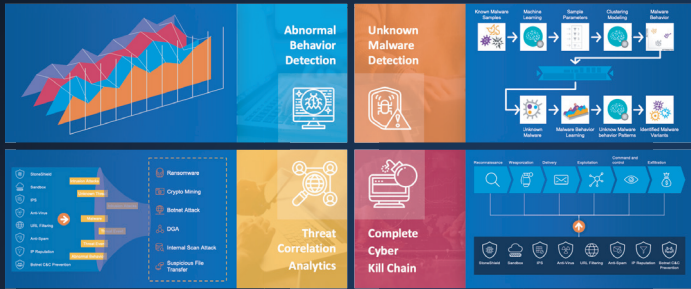 Abnormal
Behavior
Detection
Unknown
Malware
Detection
Known Malware
Samples
Machine
Learning
Sample
Parameters
Clustering
Modeling
Malware
Behavior
Unknown
Malware
Malware Behavior
Learning
Unknow Malware
behavior Patterns
Identified Malware
Variants
StoneShield
Sandbox
IPS
Anti-Virus
URL Filtering
Anti-Spam
IP Reputation
Botnet C&C Prevention
Ransomware
Crypto Mining
Botnet Attack
DGA
Internal Scan Attack
Suspicious File
Transfer
Threat
Correlation
Analytics
Complete
Cyber
Kill Chain
Reconnaissance
Weaponization
Delivery
Exploitation
Command and
control
Exfiltration
StoneShield
Sandbox
IPS
Anti-Virus
URL Filtering
Anti-Spam
IP Reputation
Botnet C&C
Prevention